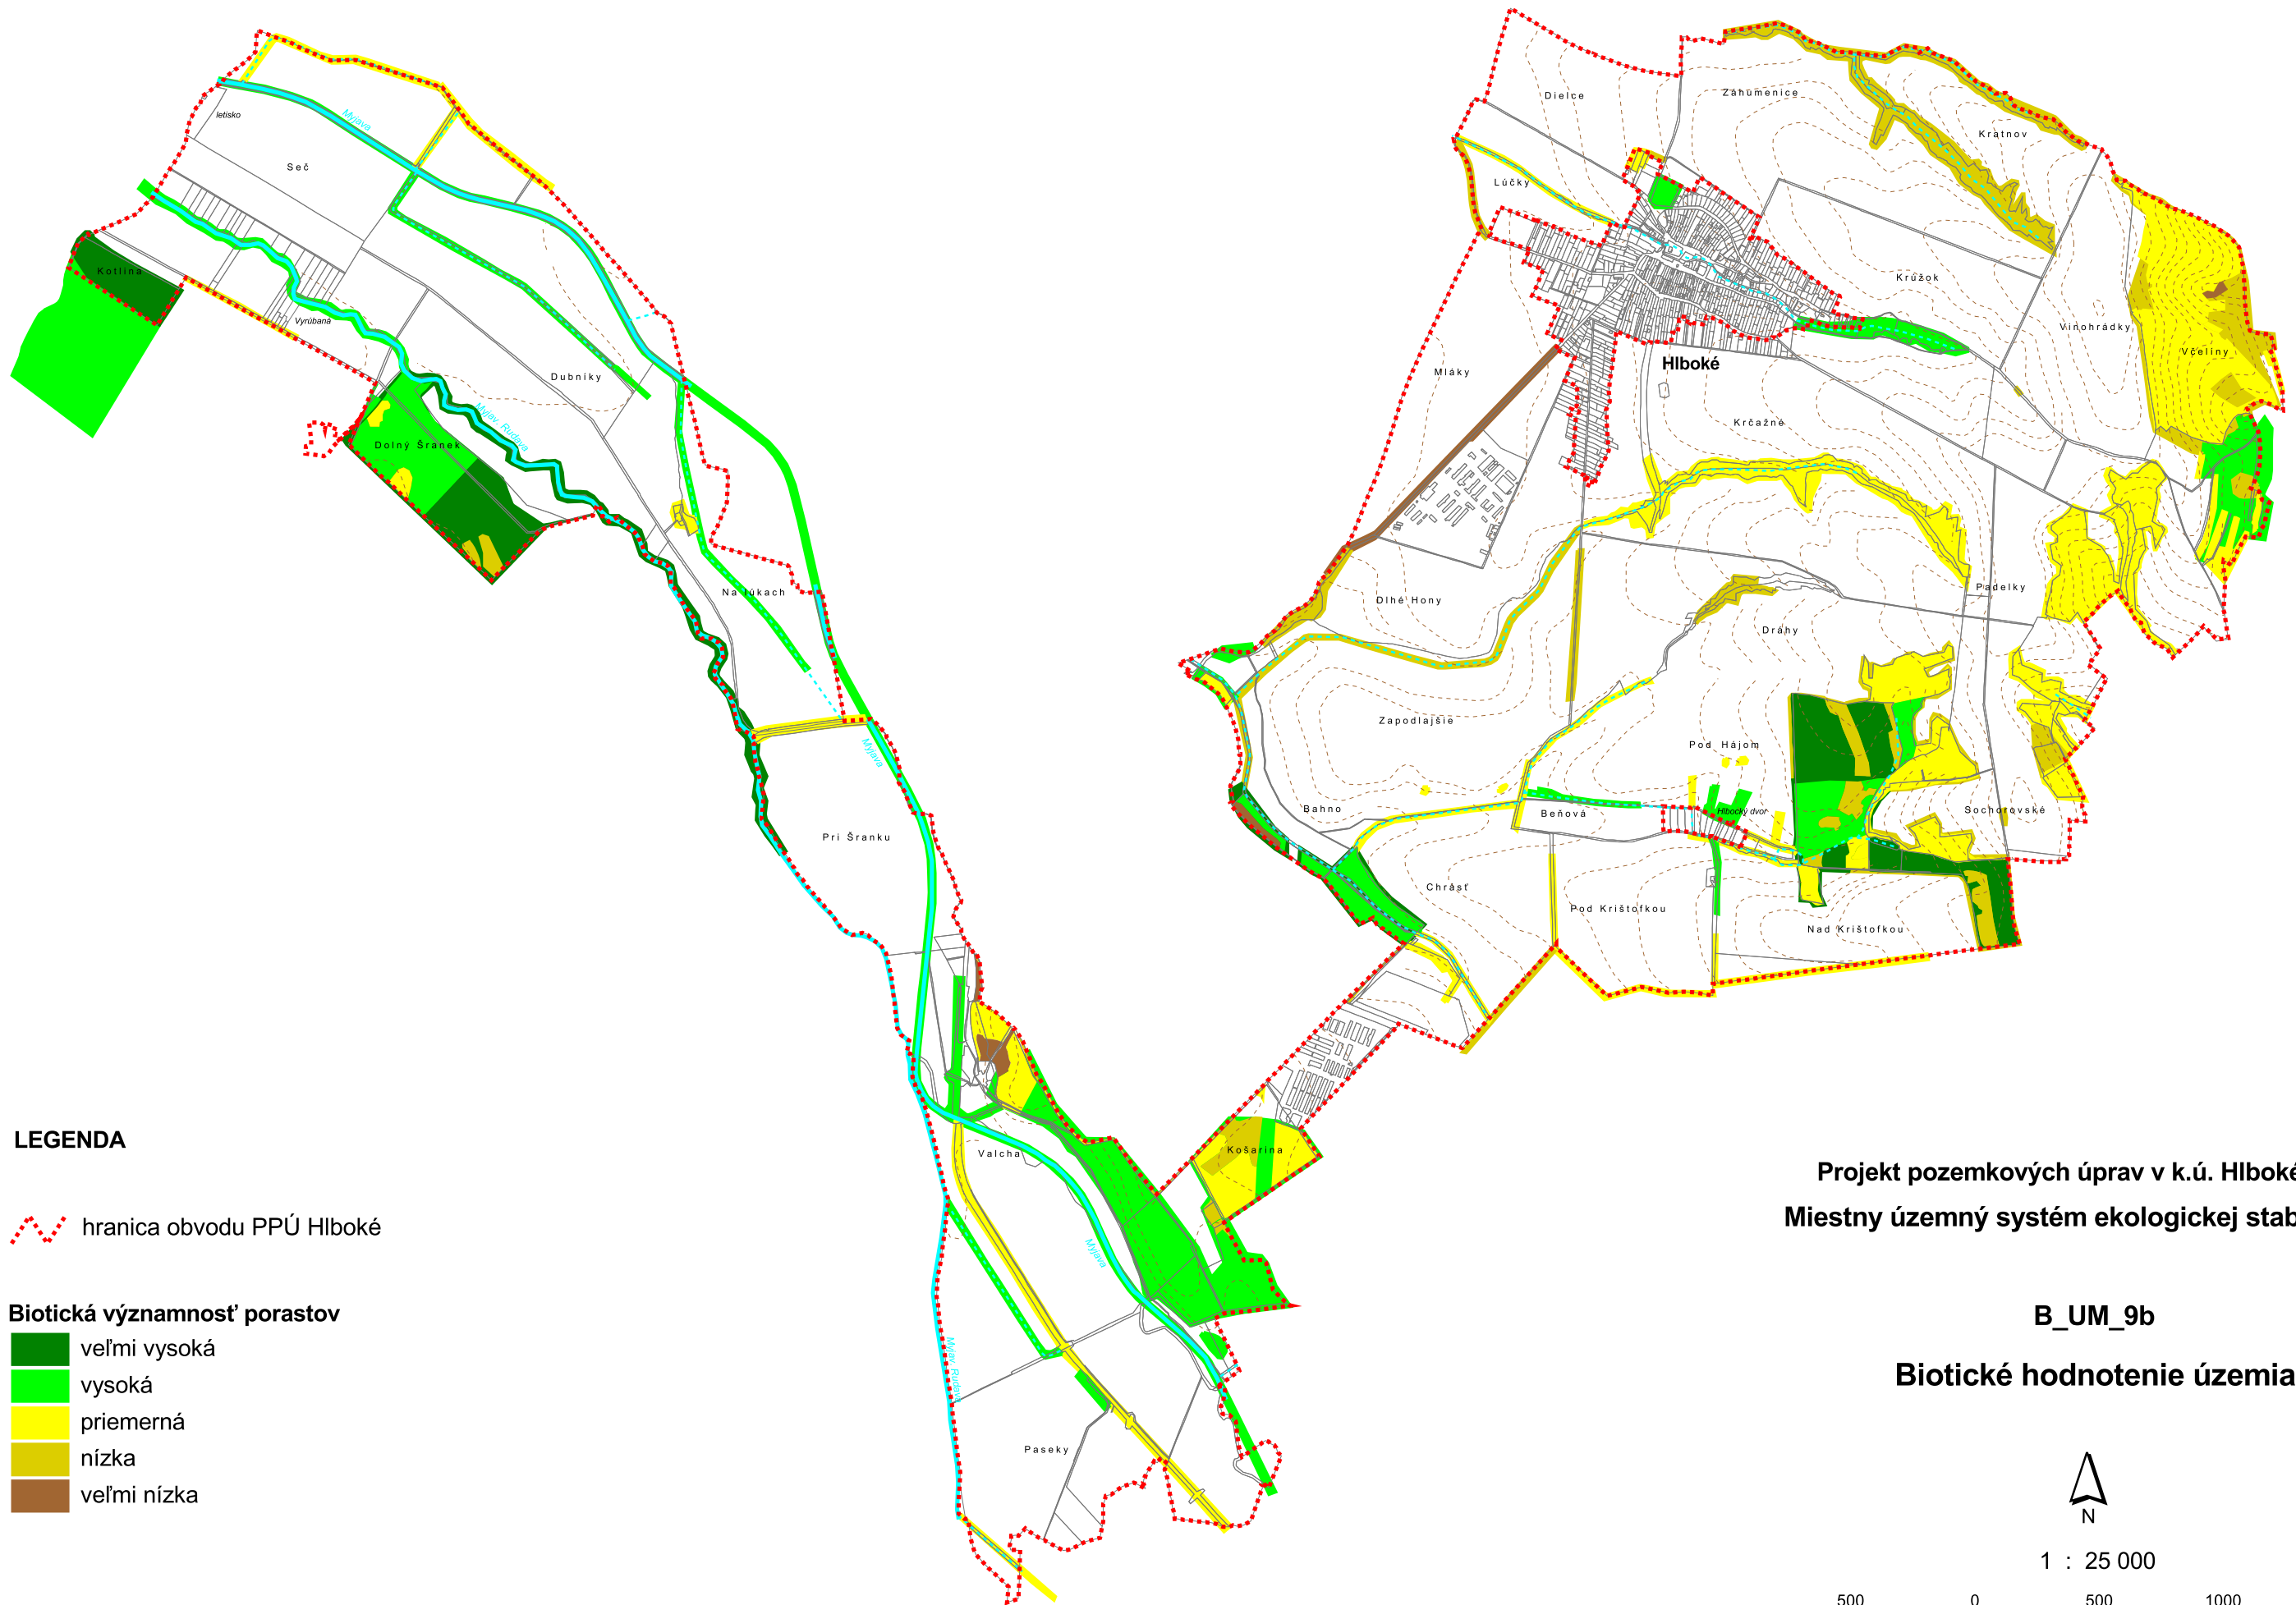 Dielce
Záhumenice
Kratnov
letisko
Myjava
Seč
Lúčky
Kotlina
Krúžok
Vyrúbaná
Vinohrádky
Včelíny
Dubníky
Mláky
Hlboké
Myjav. Rudava
Dolný Šranek
Krčažné
Na lúkach
Dlhé Hony
Padelky
Dráhy
Zapodlajšie
Myjava
Pod Hájom
Bahno
Beňová
Hlbocký dvor
Sochorovské
Pri Šranku
Chrásť
Pod Krištofkou
Nad Krištofkou
Valcha
Košarina
Myjava
Myjav. Rudava
Paseky
LEGENDA
hranica obvodu PPÚ Hlboké
Biotická významnosť porastov
veľmi vysoká
vysoká
priemerná
nízka
veľmi nízka
Projekt pozemkových úprav v k.ú. Hlboké
Miestny územný systém ekologickej stab
B_UM_9b
Biotické hodnotenie územia
N
1 : 25 000
500 0 500 1000